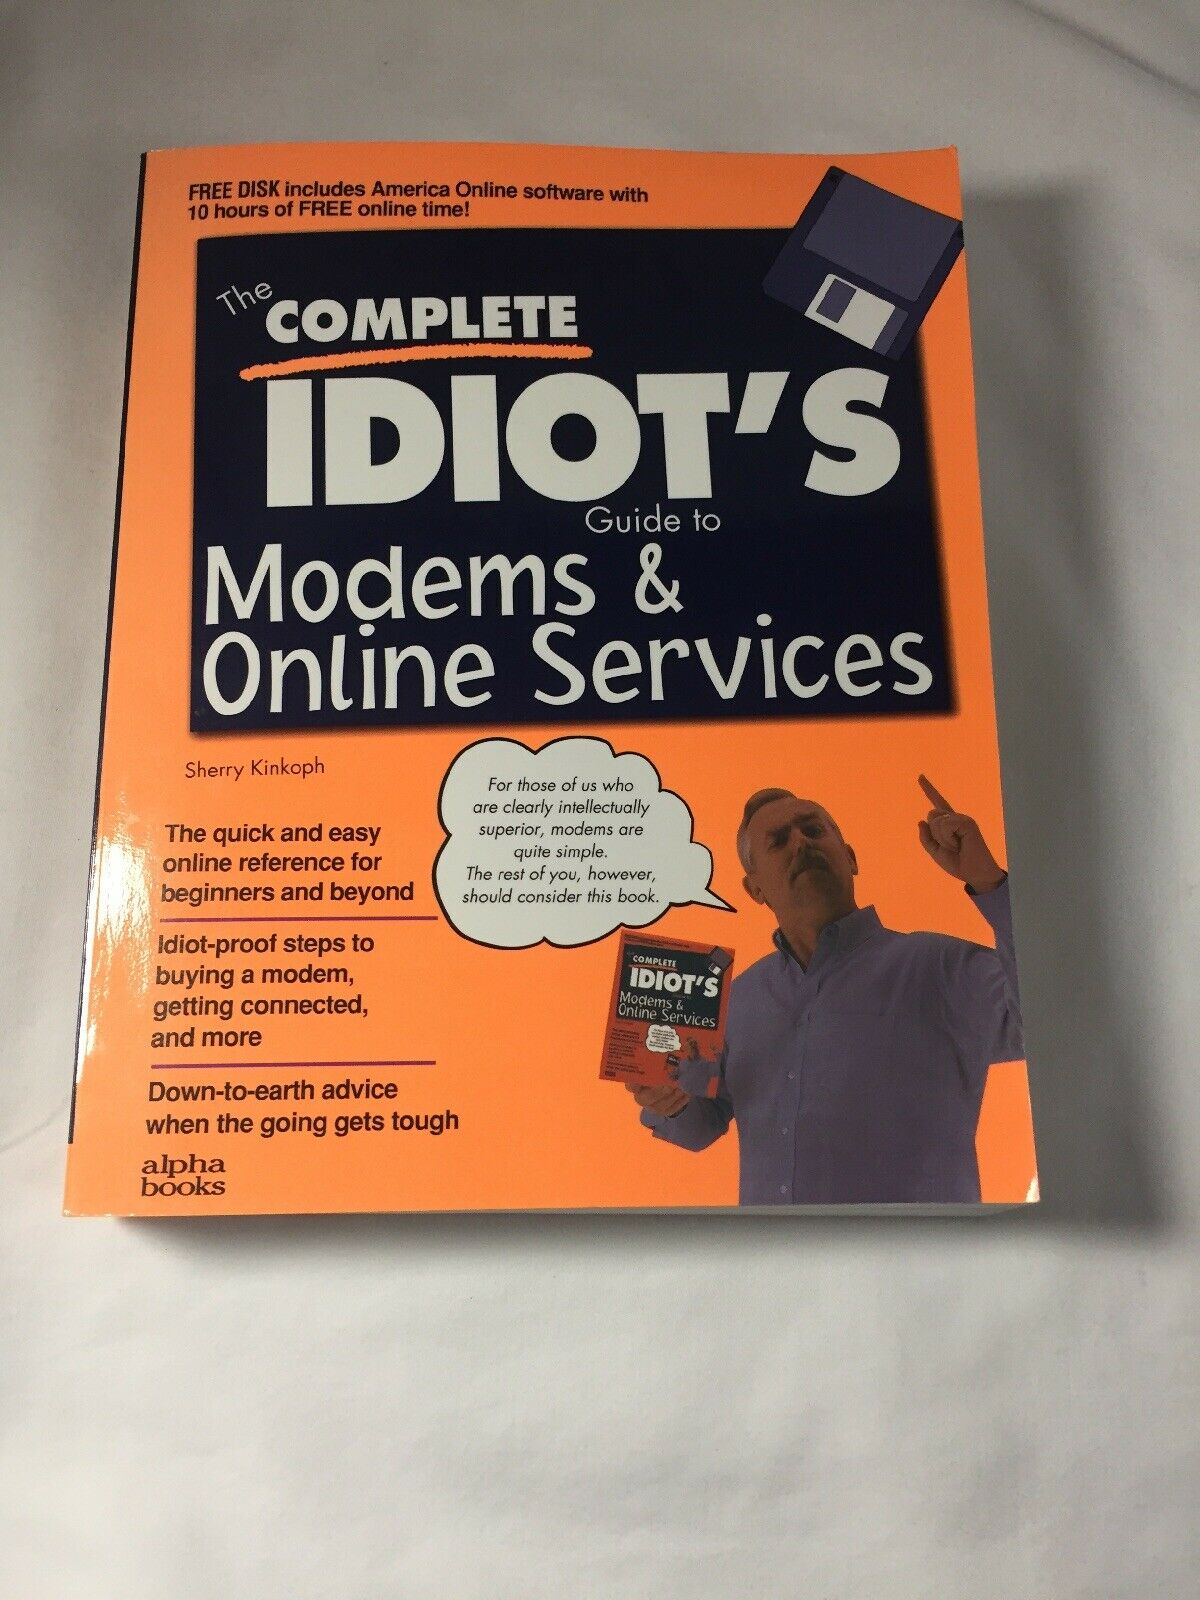 FREE DISK includes America Online software with
10 hours of FREE online time!
The
COMPLETE
IDIOT'S
Guide to
Modems &
Online Services
Sherry Kinkoph
For those of us who
are clearly intellectually
superior, modems are
quite simple.
The rest of you, however,
should consider this book.
The quick and easy
online reference for
beginners and beyond
Idiot-proof steps to
buying a modem,
getting connected,
and more
Down-to-earth advice
when the going gets tough
alpha
books
COMPLETE
IDIOT'S
Modems &
Online Services